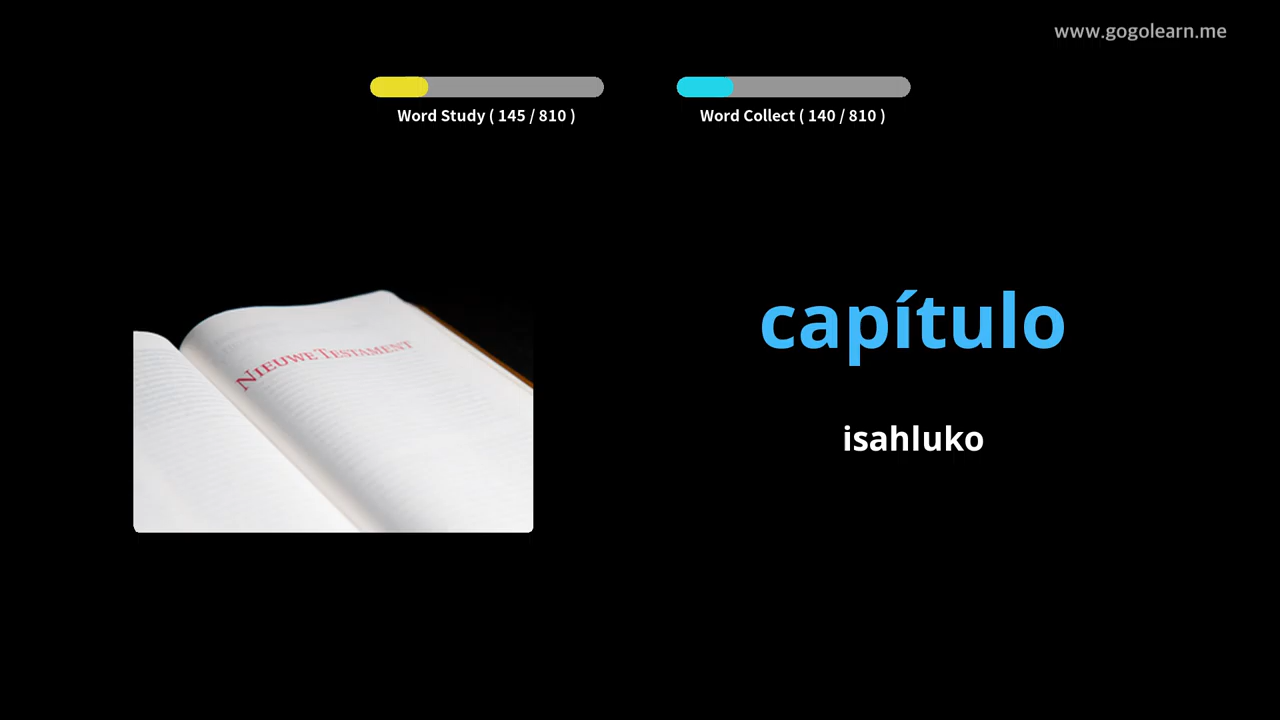 www.gogolearn.me
Word Study ( 145 / 810 )
Word Collect ( 140 / 810 )
NIEUWE TESTAMENT
capítulo
isahluko